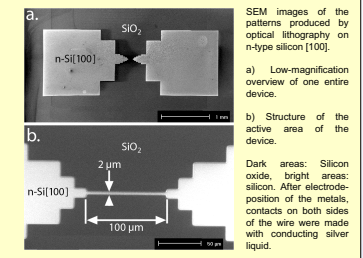 a.
SiO2
n-Si[100]
1 mm
b.
SiO2
2 µm
n-Si[100]
100 µm
50 µm
SEM images of the
patterns produced by
optical lithography on
n-type silicon [100].
a) Low-magnification
overview of one entire
device.
b) Structure of the
active area of the
device.
Dark areas: Silicon
oxide, bright areas:
silicon. After electrode-
position of the metals,
contacts on both sides
of the wire were made
with conducting silver
liquid.